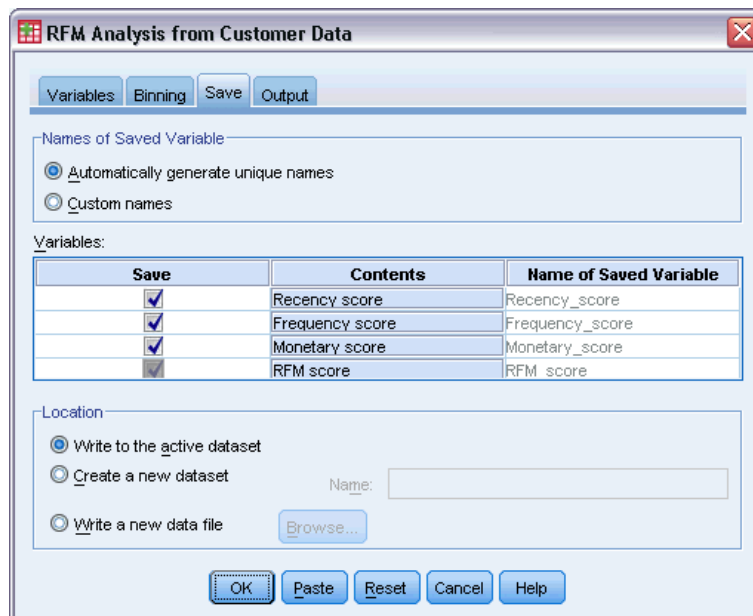 RFM Analysis from Customer Data
Variables Binning Save Output
Names of Saved Variable
Automatically generate unique names
Custom names
Variables:
Save Contents Name of Saved Variable
Recency score Recency_score
Frequency score Frequency_score
Monetary score Monetary_score
RFM score RFM_score
Location
Write to the active dataset
Create a new dataset Name:
Write a new data file Browse...
OK Paste Reset Cancel Help